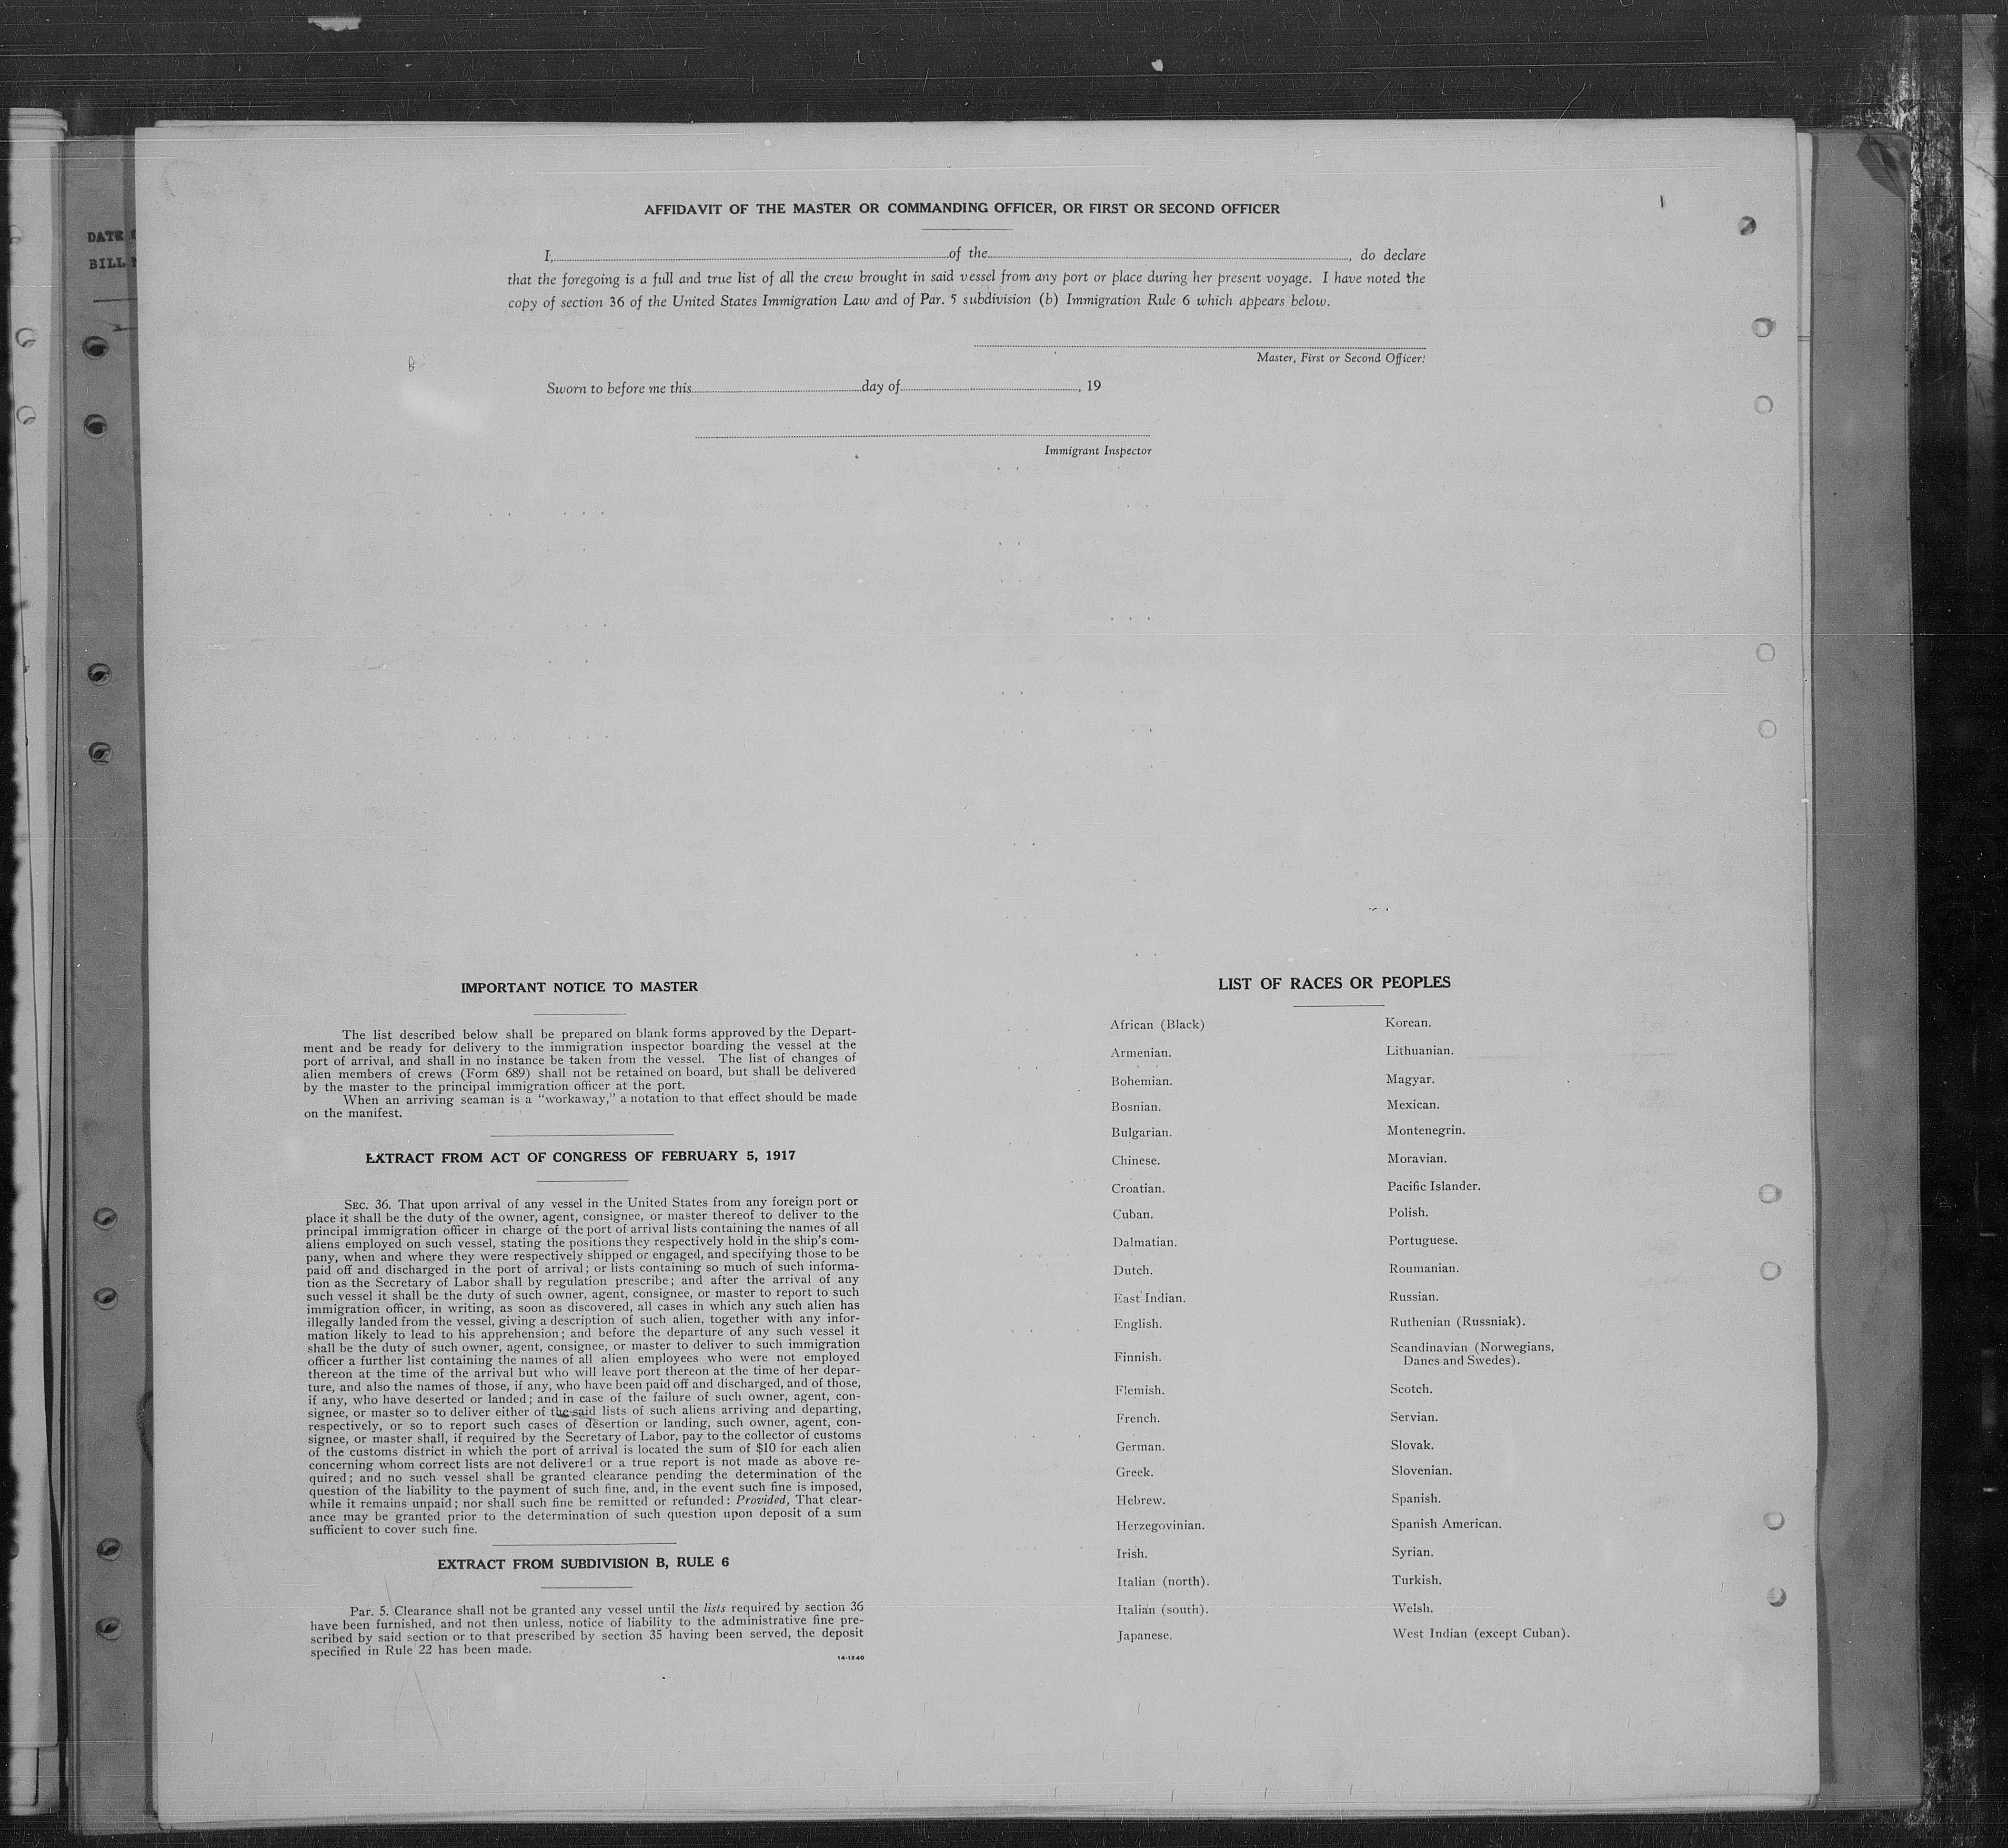 DATE
BILL
AFFIDAVIT OF THE MASTER OR COMMANDING OFFICER, OR FIRST OR SECOND OFFICER
I, of the , do declare
that the foregoing is a full and true list of all the crew brought in said vessel from any port or place during her present voyage. I have noted the
copy of section 36 of the United States Immigration Law and of Par. 5 subdivision (b) Immigration Rule 6 which appears below.
Master, First or Second Officer.
Sworn to before me this day of , 19
Immigrant Inspector
IMPORTANT NOTICE TO MASTER
The list described below shall be prepared on blank forms approved by the Depart-
ment and be ready for delivery to the immigration inspector boarding the vessel at the
port of arrival, and shall in no instance be taken from the vessel. The list of changes of
alien members of crews (Form 689) shall not be retained on board, but shall be delivered
by the master to the principal immigration officer at the port.
When an arriving seaman is a "workaway," a notation to that effect should be made
on the manifest.
EXTRACT FROM ACT OF CONGRESS OF FEBRUARY 5, 1917
SEC. 36. That upon arrival of any vessel in the United States from any foreign port or
place it shall be the duty of the owner, agent, consignee, or master thereof to deliver to the
principal immigration officer in charge of the port of arrival lists containing the names of all
aliens employed on such vessel, stating the positions they respectively hold in the ship's com-
pany, when and where they were respectively shipped or engaged, and specifying those to be
paid off and discharged in the port of arrival; or lists containing so much of such informa-
tion as the Secretary of Labor shall by regulation prescribe; and after the arrival of any
such vessel it shall be the duty of such owner, agent, consignee, or master to report to such
immigration officer, in writing, as soon as discovered, all cases in which any such alien has
illegally landed from the vessel, giving a description of such alien, together with any infor-
mation likely to lead to his apprehension; and before the departure of any such vessel it
shall be the duty of such owner, agent, consignee, or master to deliver to such immigration
officer a further list containing the names of all alien employees who were not employed
thereon at the time of the arrival but who will leave port thereon at the time of her depar-
ture, and also the names of those, if any, who have been paid off and discharged, and of those,
if any, who have deserted or landed; and in case of the failure of such owner, agent, con-
signee, or master so to deliver either of the said lists of such aliens arriving and departing,
respectively, or so to report such cases of desertion or landing, such owner, agent, con-
signee, or master shall, if required by the Secretary of Labor, pay to the collector of customs
of the customs district in which the port of arrival is located the sum of $10 for each alien
concerning whom correct lists are not delivered or a true report is not made as above re-
quired; and no such vessel shall be granted clearance pending the determination of the
question of the liability to the payment of such fine, and, in the event such fine is imposed,
while it remains unpaid; nor shall such fine be remitted or refunded: Provided, That clear-
ance may be granted prior to the determination of such question upon deposit of a sum
sufficient to cover such fine.
EXTRACT FROM SUBDIVISION B, RULE 6
Par. 5. Clearance shall not be granted any vessel until the lists required by section 36
have been furnished, and not then unless, notice of liability to the administrative fine pre-
scribed by said section or to that prescribed by section 35 having been served, the deposit
specified in Rule 22 has been made.
14-1240
LIST OF RACES OR PEOPLES
African (Black)
Armenian.
Bohemian.
Bosnian.
Bulgarian.
Chinese.
Croatian.
Cuban.
Dalmatian.
Dutch.
East Indian.
English.
Finnish.
Flemish.
French.
German.
Greek.
Hebrew.
Herzegovinian.
Irish.
Italian (north).
Italian (south).
Japanese.
Korean.
Lithuanian.
Magyar.
Mexican.
Montenegrin.
Moravian.
Pacific Islander.
Polish.
Portuguese.
Roumanian.
Russian.
Ruthenian (Russniak).
Scandinavian (Norwegians,
Danes and Swedes).
Scotch.
Servian.
Slovak.
Slovenian.
Spanish.
Spanish American.
Syrian.
Turkish.
Welsh.
West Indian (except Cuban).